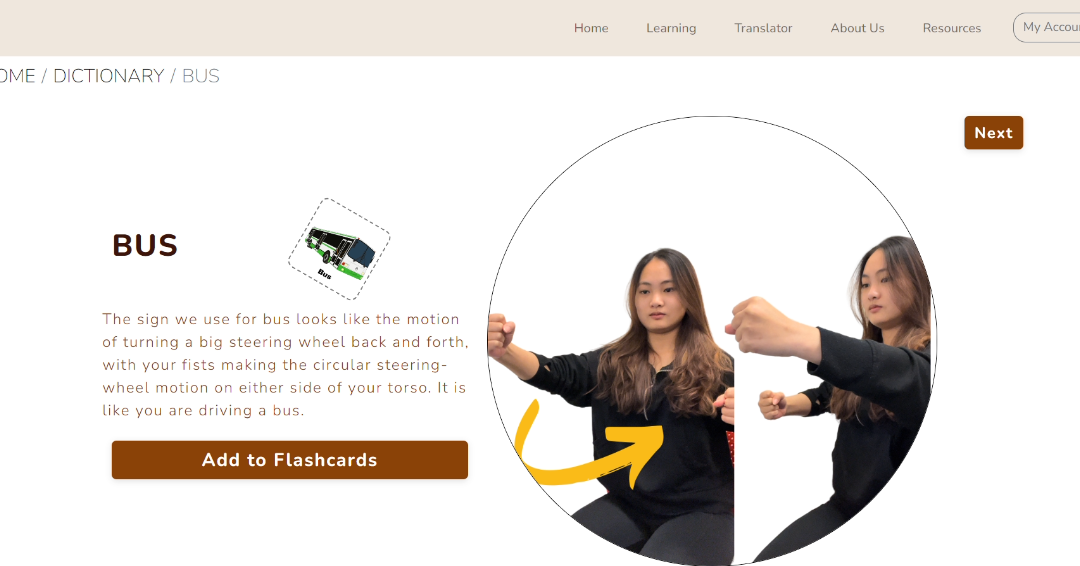 Home Learning Translator About Us Resources My
OME / DICTIONARY / BUS
Next
BUS
Bus
The sign we use for bus looks like the motion
of turning a big steering wheel back and forth,
with your fists making the circular steering-
wheel motion on either side of your torso. It is
like you are driving a bus.
Add to Flashcards